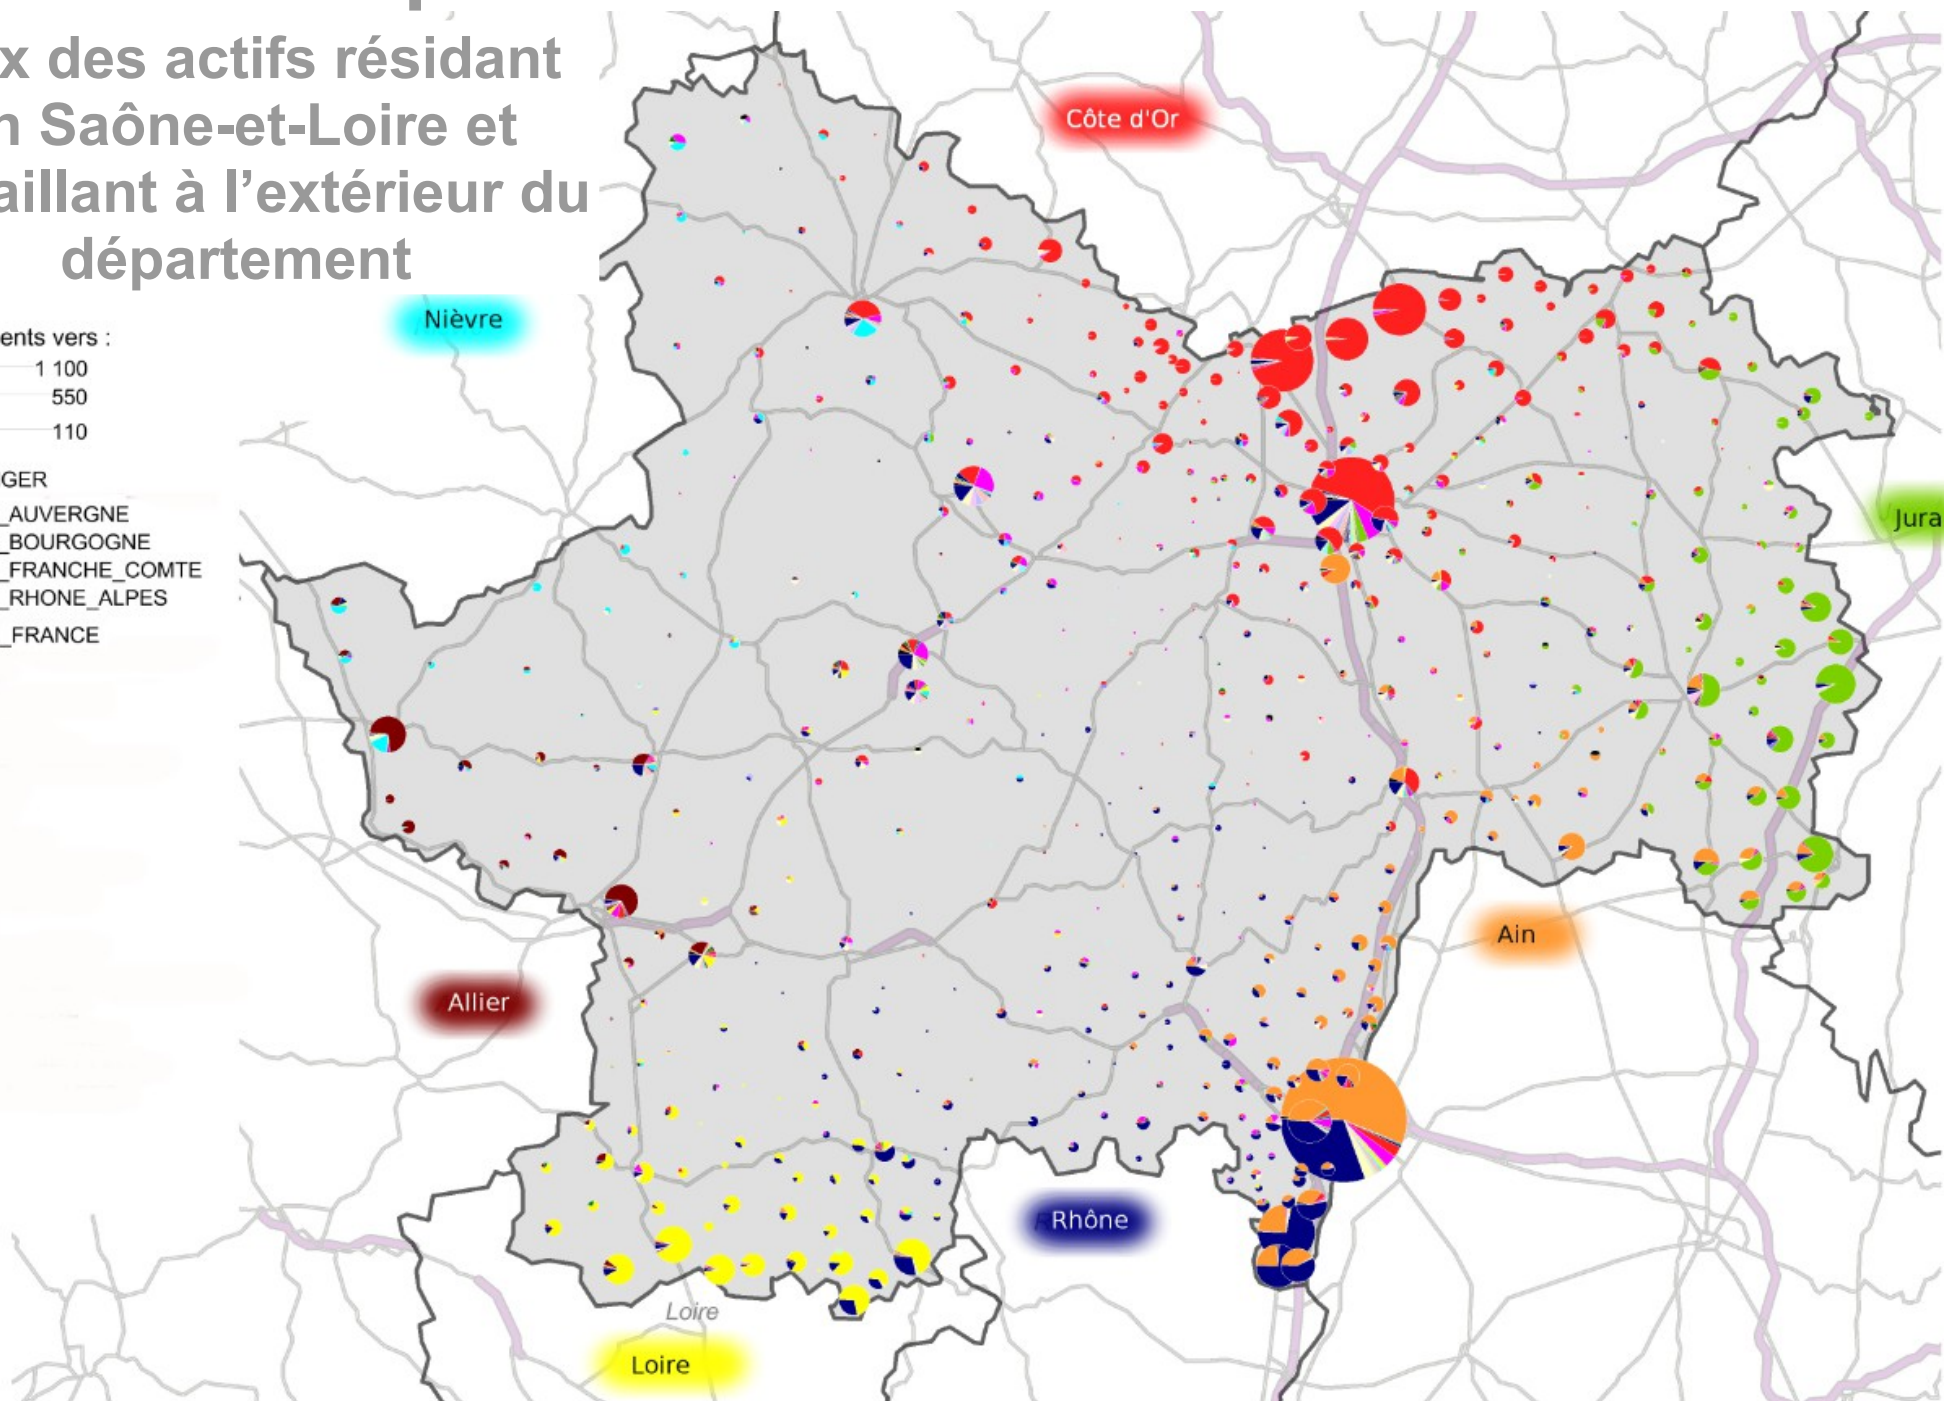 x des actifs résidant
n Saône-et-Loire et
aillant à l'extérieur du
département
Côte d'Or
Nièvre
ents vers :
1 100
550
110
GER
_AUVERGNE
_BOURGOGNE
_FRANCHE_COMTE
_RHONE_ALPES
_FRANCE
Jura
Ain
Allier
Rhône
Loire
Loire